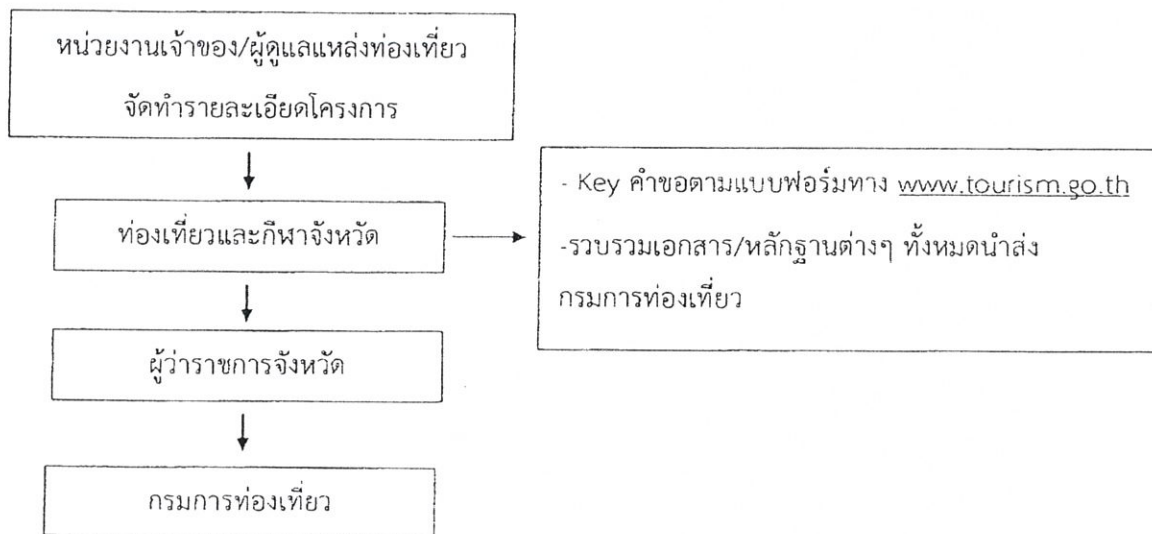 หน่วยงานเจ้าของ/ผู้ดูแลแหล่งท่องเที่ยว
จัดทำรายละเอียดโครงการ
ท่องเที่ยวและกีฬาจังหวัด
- Key คำขอตามแบบฟอร์มทาง www.tourism.go.th
-รวบรวมเอกสาร/หลักฐานต่างๆ ทั้งหมดนำส่ง
กรมการท่องเที่ยว
ผู้ว่าราชการจังหวัด
กรมการท่องเที่ยว